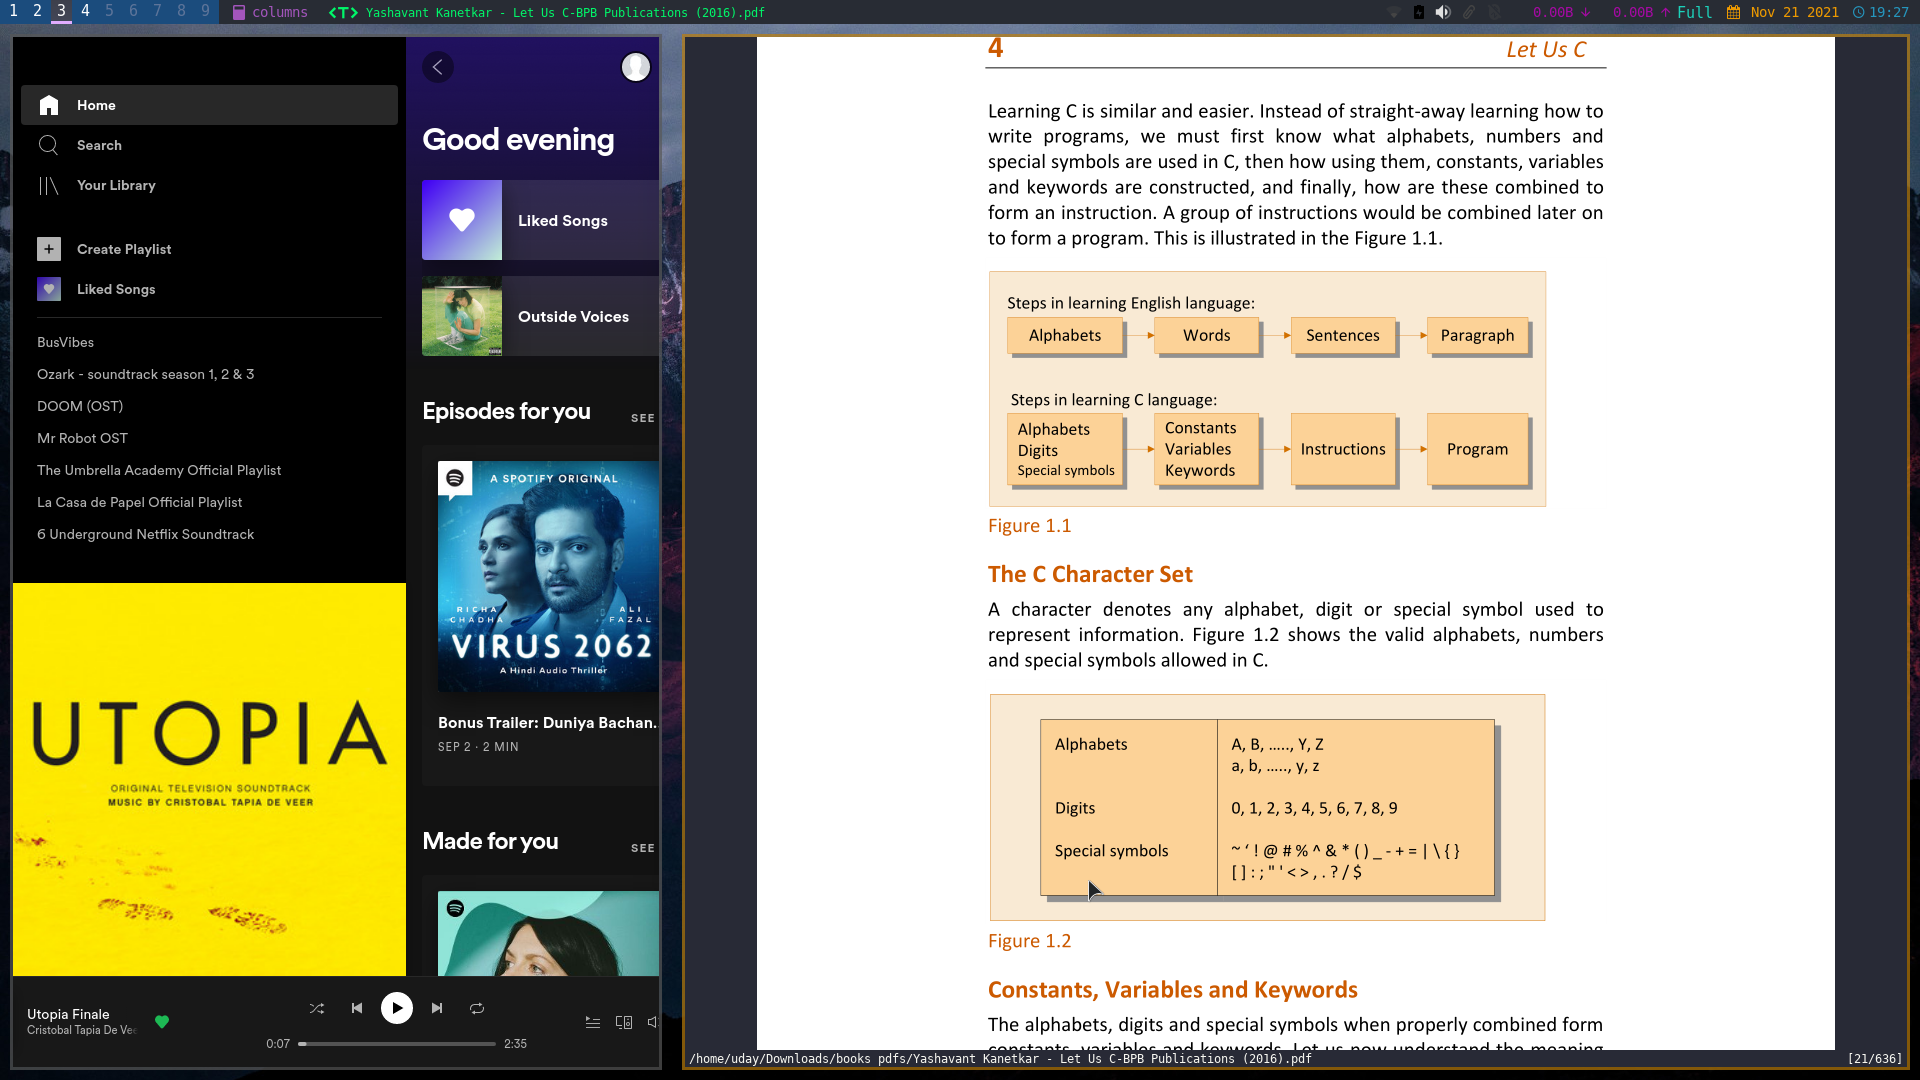 1 2 3 4 5 6 7 8 9 columns <T> Yashavant Kanetkar - Let Us C-BPB Publications (2016).pdf 0.00B ↓ 0.00B ↑ Full Nov 21 2021 19:27
Home
Search
Your Library
Create Playlist
Liked Songs
BusVibes
Ozark - soundtrack season 1, 2 & 3
DOOM (OST)
Mr Robot OST
The Umbrella Academy Official Playlist
La Casa de Papel Official Playlist
6 Underground Netflix Soundtrack
UTOPIA
ORIGINAL TELEVISION SOUNDTRACK
MUSIC BY CRISTOBAL TAPIA DE VEER
Good evening
Liked Songs
Outside Voices
Episodes for you SEE
A SPOTIFY ORIGINAL
RICHA CHADHA
ALI FAZAL
VIRUS 2062
A Hindi Audio Thriller
Bonus Trailer: Duniya Bachan...
SEP 2 · 2 MIN
Made for you SEE
Utopia Finale
Cristobal Tapia De Vee
0:07 2:35
4 Let Us C
Learning C is similar and easier. Instead of straight-away learning how to
write programs, we must first know what alphabets, numbers and
special symbols are used in C, then how using them, constants, variables
and keywords are constructed, and finally, how are these combined to
form an instruction. A group of instructions would be combined later on
to form a program. This is illustrated in the Figure 1.1.
Steps in learning English language:
Alphabets Words Sentences Paragraph
Steps in learning C language:
Alphabets
Digits
Special symbols
Constants
Variables
Keywords
Instructions
Program
Figure 1.1
The C Character Set
A character denotes any alphabet, digit or special symbol used to
represent information. Figure 1.2 shows the valid alphabets, numbers
and special symbols allowed in C.
Alphabets A, B, ....., Y, Z
a, b, ....., y, z
Digits 0, 1, 2, 3, 4, 5, 6, 7, 8, 9
Special symbols ~ ‘ ! @ # % ^ & * ( ) _ - + = | \ { }
[ ] : ; " ' < > , . ? / $
Figure 1.2
Constants, Variables and Keywords
The alphabets, digits and special symbols when properly combined form
constants, variables and keywords. Let us now understand the meaning
/home/uday/Downloads/books pdfs/Yashavant Kanetkar - Let Us C-BPB Publications (2016).pdf [21/636]